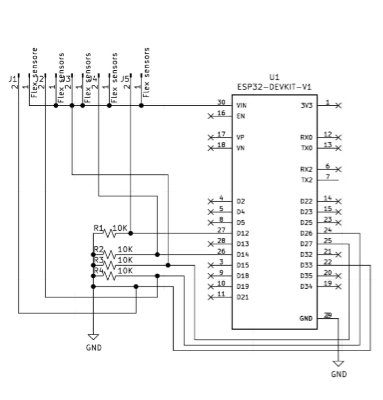 U1
ESP32-DEVKIT-V1
J1
J2
J3
J4
J5
2
1
2
1
2
1
2
1
2
1
Flex sensore
Flex sensors
Flex sensors
Flex sensors
Flex sensors
30 VIN 3V3 1
16 EN
17 VP RX0 12
18 VN TX0 13
RX2 6
TX2 7
4 D2 D22 14
5 D4 D23 15
8 D5 D25 23
27 D12 D26 24
28 D13 D27 25
26 D14 D32 21
3 D15 D33 22
9 D18 D35 20
10 D19 D34 19
11 D21
GND
R1 10K
R2 10K
R3 10K
R4 10K
GND
GND